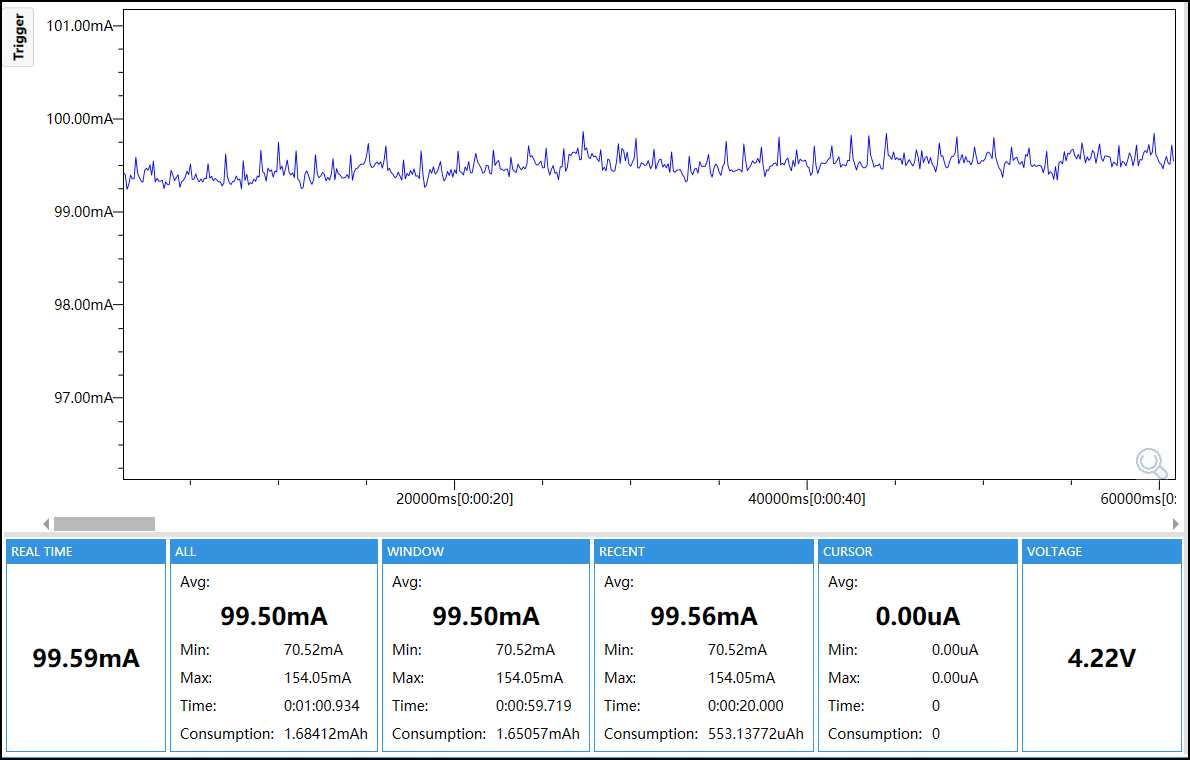 Trigger
101.00mA
100.00mA
99.00mA
98.00mA
97.00mA
20000ms[0:00:20]
40000ms[0:00:40]
60000ms[0:
REAL TIME
99.59mA
ALL
Avg:
99.50mA
Min: 70.52mA
Max: 154.05mA
Time: 0:01:00.934
Consumption: 1.68412mAh
WINDOW
Avg:
99.50mA
Min: 70.52mA
Max: 154.05mA
Time: 0:00:59.719
Consumption: 1.65057mAh
RECENT
Avg:
99.56mA
Min: 70.52mA
Max: 154.05mA
Time: 0:00:20.000
Consumption: 553.13772uAh
CURSOR
Avg:
0.00uA
Min: 0.00uA
Max: 0.00uA
Time: 0
Consumption: 0
VOLTAGE
4.22V